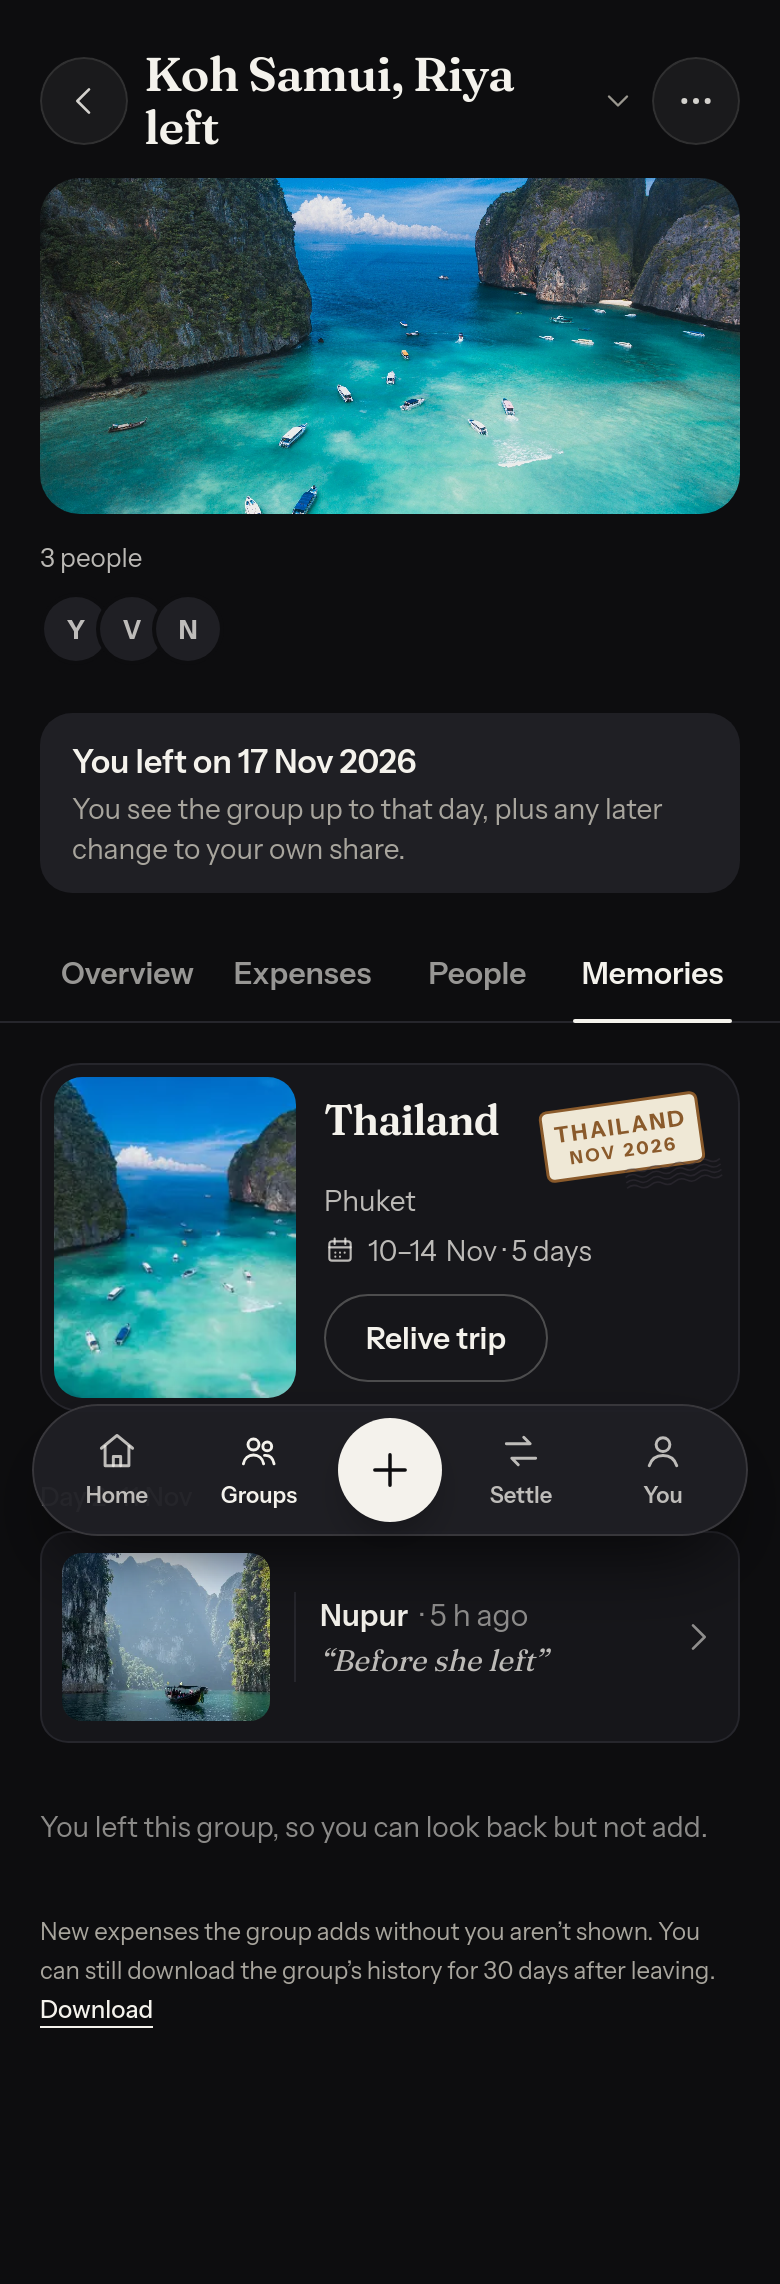 Koh Samui, Riya
left
3 people
Y V N
You left on 17 Nov 2026
You see the group up to that day, plus any later
change to your own share.
Overview Expenses People Memories
Thailand
THAILAND
NOV 2026
Phuket
10–14 Nov · 5 days
Relive trip
Day Nov
Home Groups Settle You
Nupur · 5 h ago
“Before she left”
You left this group, so you can look back but not add.
New expenses the group adds without you aren’t shown. You
can still download the group’s history for 30 days after leaving.
Download